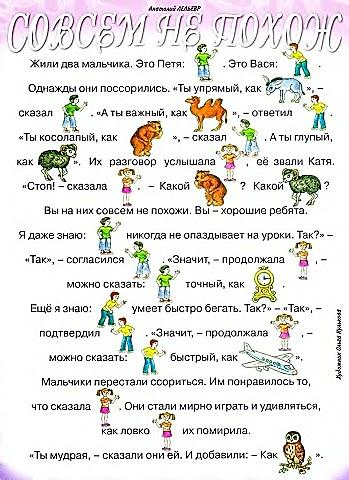 Анатолий ЛЕЛЬЕВР
СОВСЕМ НЕ ПОХОЖ
Жили два мальчика. Это Петя: . Это Вася: .
Однажды они поссорились. «Ты упрямый, как », –
сказал . «А ты важный, как », – ответил .
«Ты косолапый, как », – сказал . А ты глупый,
как ». Их разговор услышала , её звали Катя.
«Стоп! – сказала . – Какой ? Какой ?
Вы на них совсем не похожи. Вы – хорошие ребята.
Я даже знаю: никогда не опаздывает на уроки. Так?» –
«Так», – согласился . «Значит, – продолжала , –
можно сказать: точный, как .
Ещё я знаю: умеет быстро бегать. Так?» – «Так», –
подтвердил . «Значит, – продолжала , –
можно сказать: быстрый, как ».
Мальчики перестали ссориться. Им понравилось то,
что сказала . Они стали мирно играть и удивляться,
как ловко их помирила.
«Ты мудрая, – сказали они ей. И добавили: – Как ».
Художник Ольга